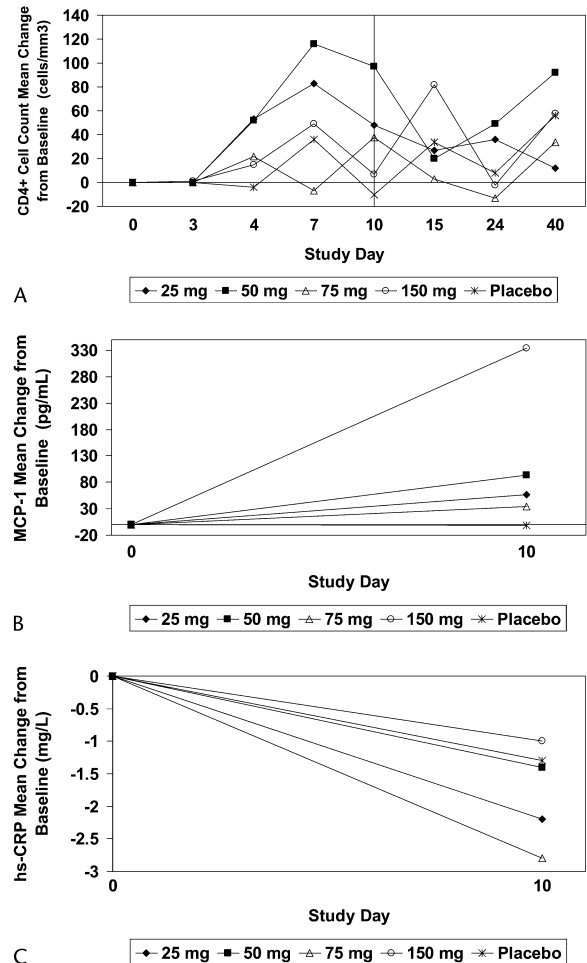 140
120
100
80
60
40
20
0
-20
CD4+ Cell Count Mean Change
from Baseline (cells/mm3)
0 3 4 7 10 15 24 40
Study Day
A
25 mg 50 mg 75 mg 150 mg Placebo
330
280
230
180
130
80
30
-20
MCP-1 Mean Change from
Baseline (pg/mL)
0 10
Study Day
B
25 mg 50 mg 75 mg 150 mg Placebo
0
-0.5
-1
-1.5
-2
-2.5
-3
hs-CRP Mean Change from
Baseline (mg/L)
0 10
Study Day
C
25 mg 50 mg 75 mg 150 mg Placebo